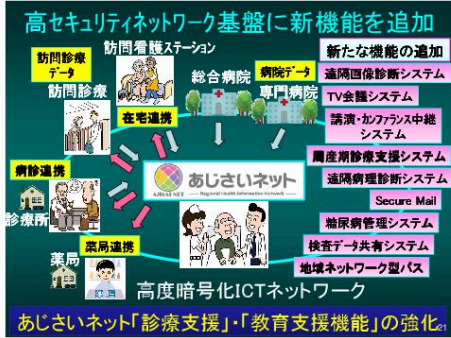 高セキュリティネットワーク基盤に新機能を追加
訪問診療
データ
訪問看護ステーション
訪問診療
総合病院
病院データ
専門病院
在宅連携
病診連携
診療所
薬局連携
薬局
あじさいネット
AJISAI NET
Regional Health Information Network
新たな機能の追加
遠隔画像診断システム
TV会議システム
講演・カンファランス中継
システム
周産期診療支援システム
遠隔病理診断システム
Secure Mail
糖尿病管理システム
検査データ共有システム
地域ネットワーク型パス
高度暗号化ICTネットワーク
あじさいネット「診療支援」・「教育支援機能」の強化
21